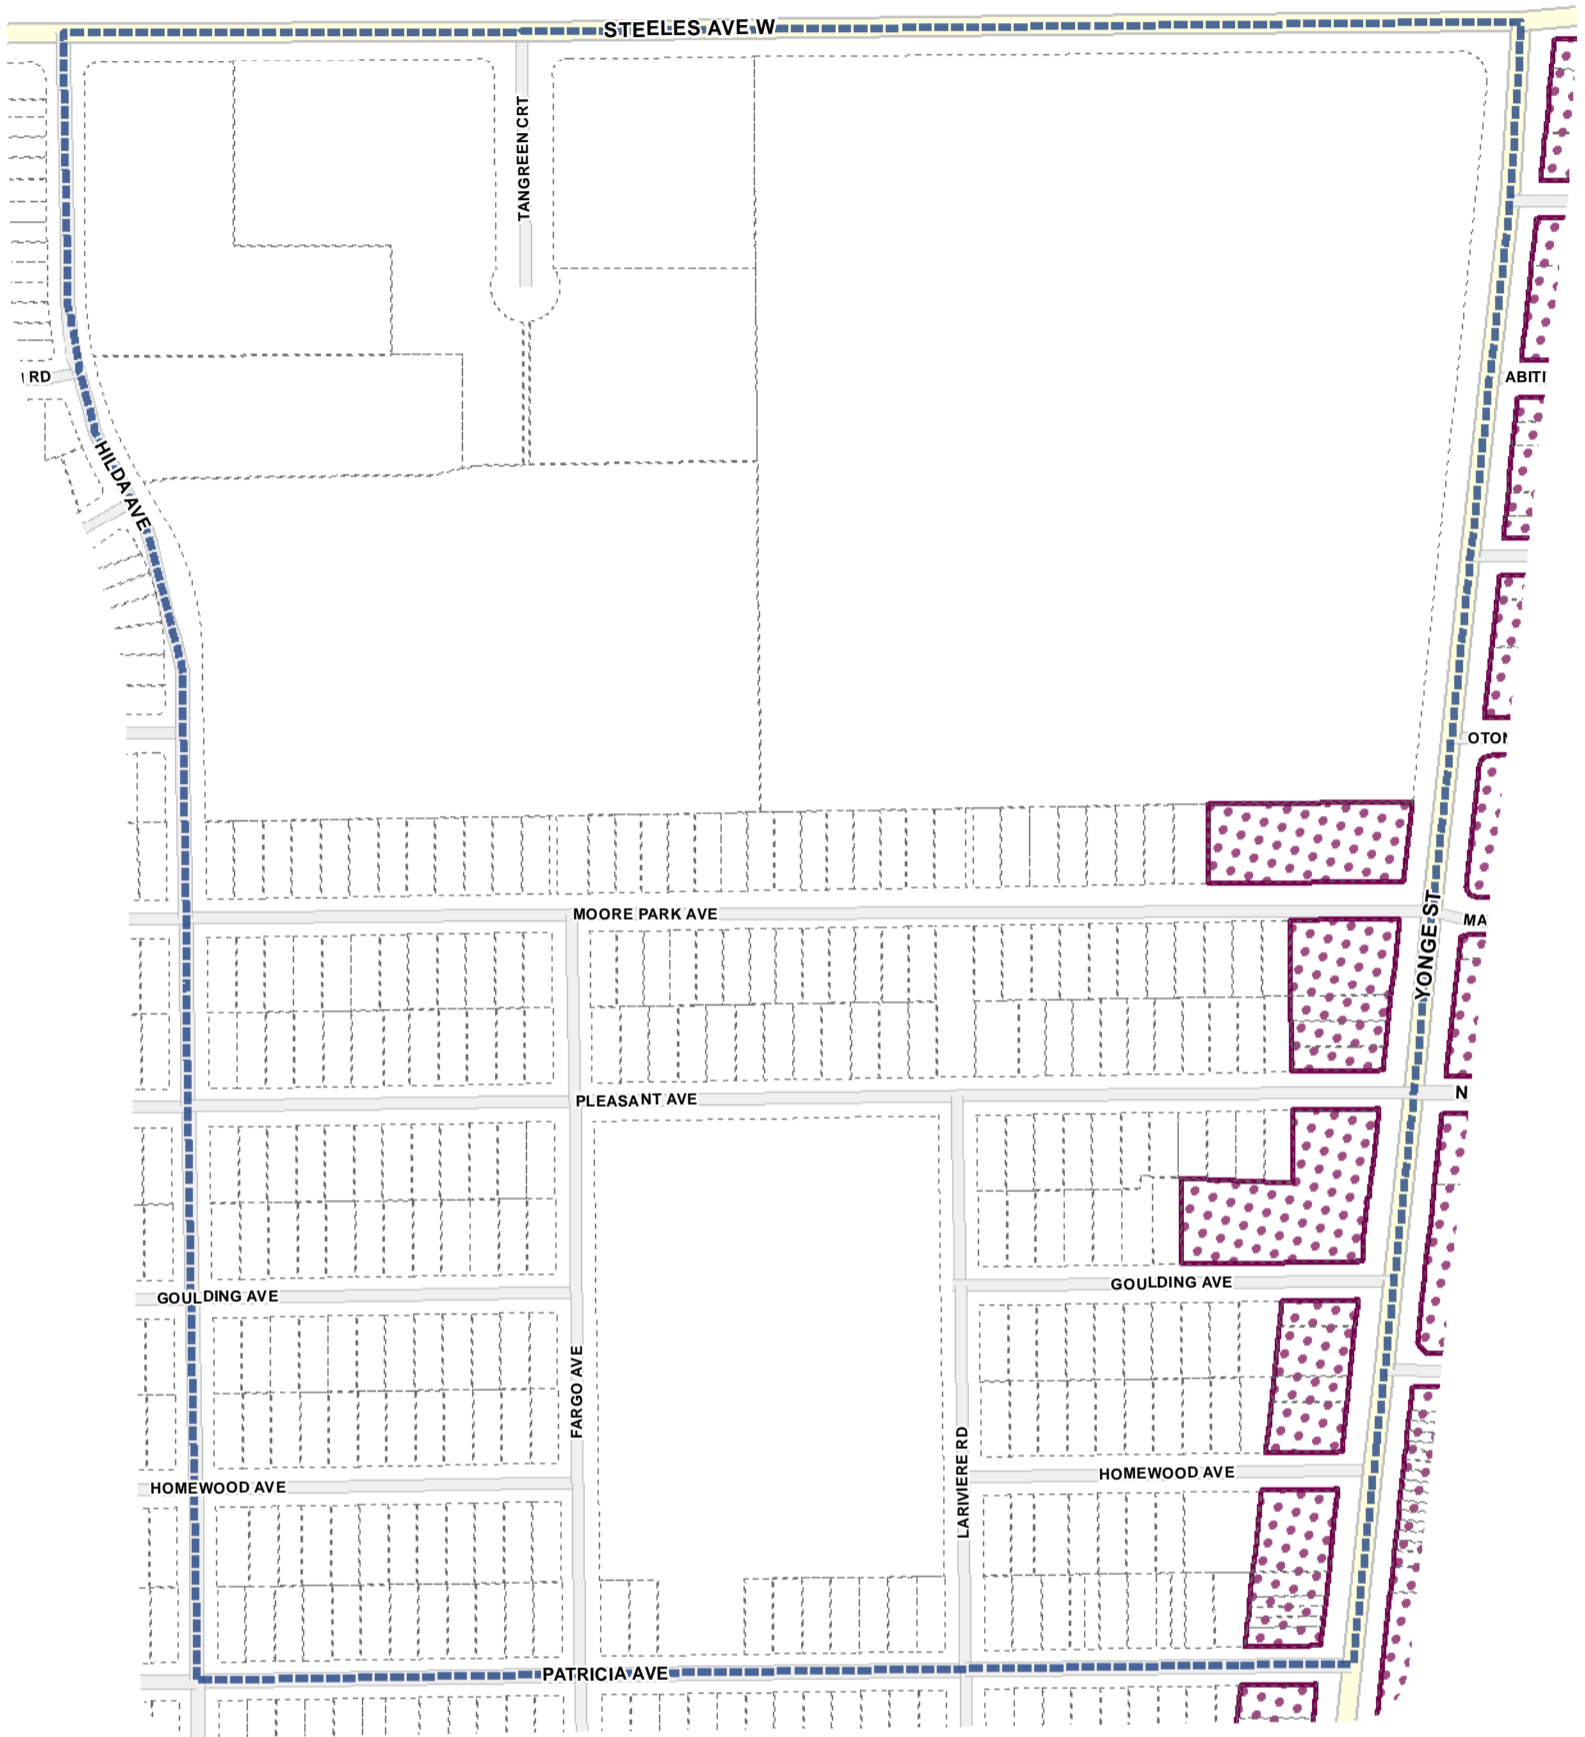 STEELES AVE W
TANGREEN CRT
RD
ABITI
HILDA AVE
OTON
MOORE PARK AVE
YONGE ST
MA
PLEASANT AVE
N
GOULDING AVE
GOULDING AVE
FARGO AVE
LARIVIERE RD
HOMEWOOD AVE
HOMEWOOD AVE
PATRICIA AVE